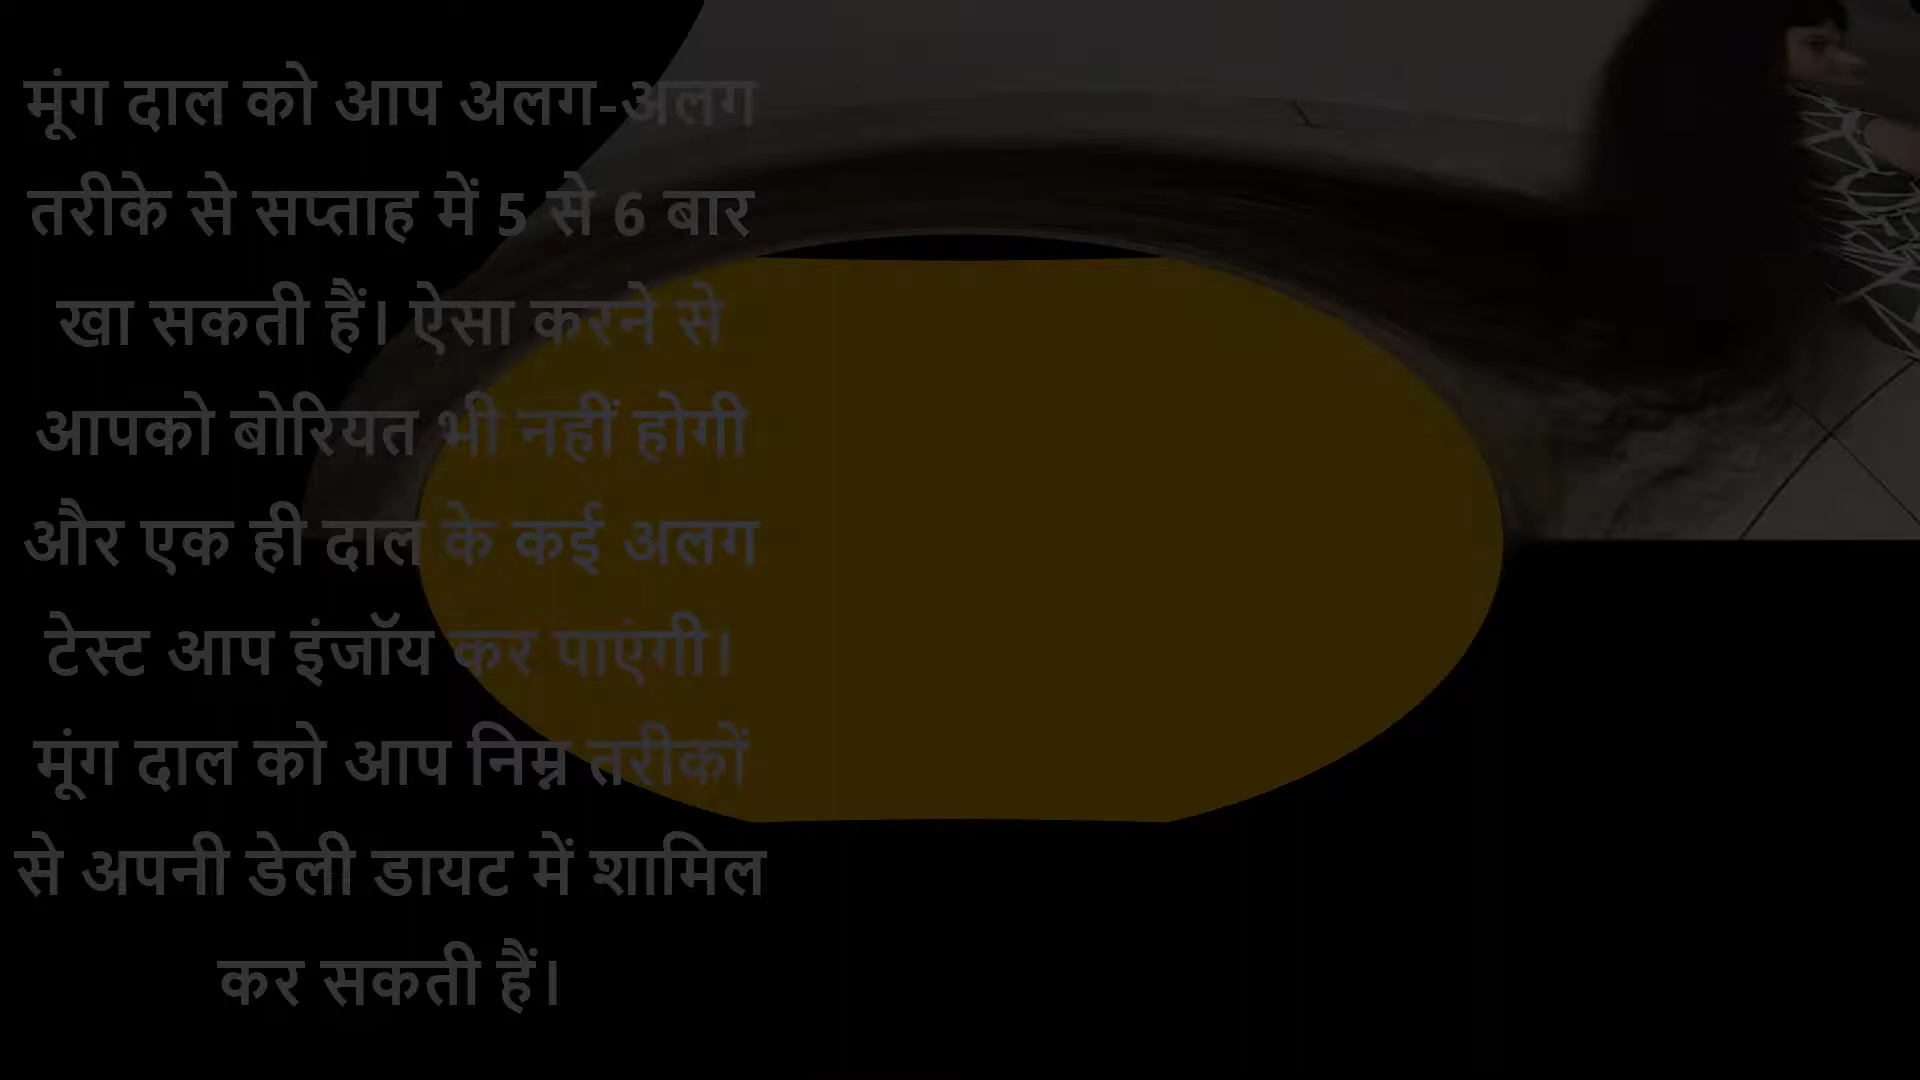 मूंग दाल को आप अलग-अलग
तरीके से सप्ताह में 5 से 6 बार
खा सकती हैं। ऐसा करने से
आपको बोरियत भी नहीं होगी
और एक ही दाल के कई अलग
टेस्ट आप इंजॉय कर पाएंगी।
मूंग दाल को आप निम्न तरीकों
से अपनी डेली डायट में शामिल
कर सकती हैं।